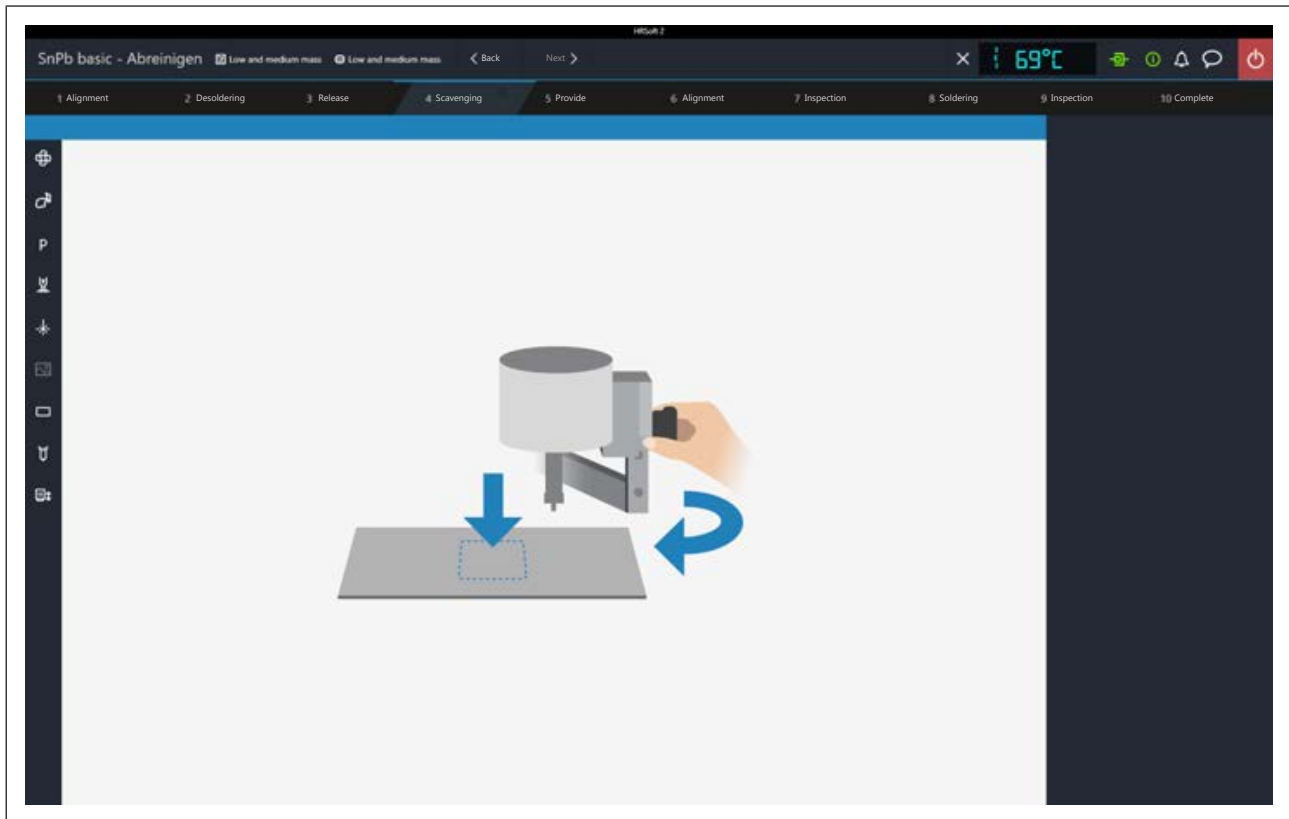 HRSoft 2
SnPb basic - Abreinigen Low and medium mass Low and medium mass Back Next 69°C
1 Alignment 2 Desoldering 3 Release 4 Scavenging 5 Provide 6 Alignment 7 Inspection 8 Soldering 9 Inspection 10 Complete
P